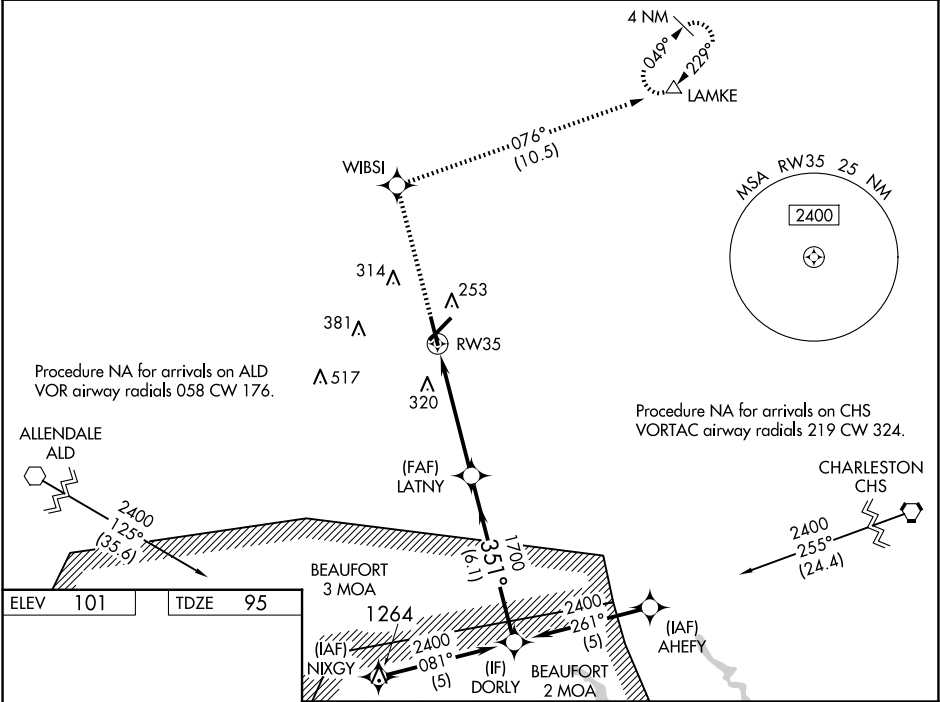 4 NM
049°
229°
LAMKE
076°
(10.5)
WIBSI
MSA RW35 25 NM
2400
314
253
381
RW35
517
320
Procedure NA for arrivals on ALD
VOR airway radials 058 CW 176.
Procedure NA for arrivals on CHS
VORTAC airway radials 219 CW 324.
ALLENDALE
ALD
2400
125°
(35.6)
(FAF)
LATNY
CHARLESTON
CHS
2400
255°
(24.4)
1700
351°
(6.1)
BEAUFORT
3 MOA
ELEV 101
TDZE 95
1264
(IAF)
NIXGY
2400
081°
(5)
(IF)
DORLY
2400
261°
(5)
(IAF)
AHEFY
BEAUFORT
2 MOA